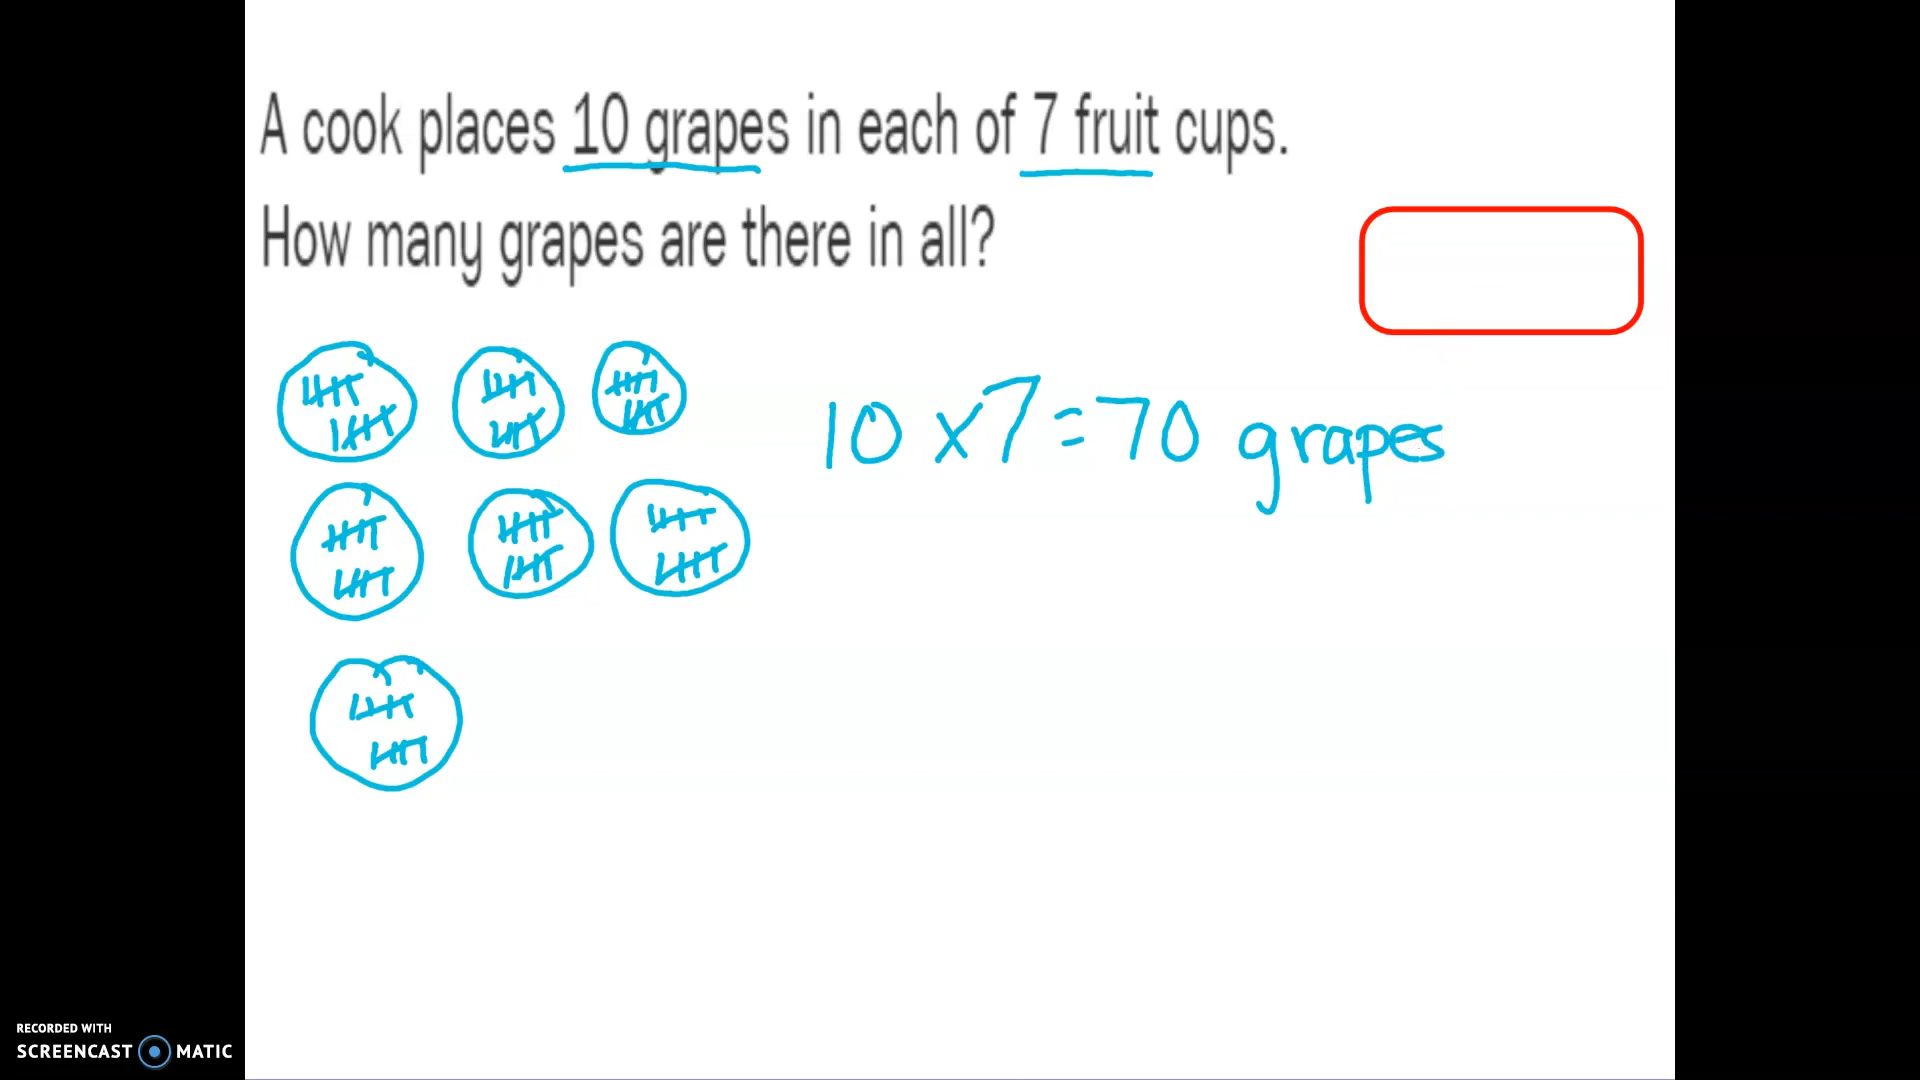 A cook places 10 grapes in each of 7 fruit cups.
How many grapes are there in all?
10 x 7 = 70 grapes
RECORDED WITH
SCREENCAST MATIC